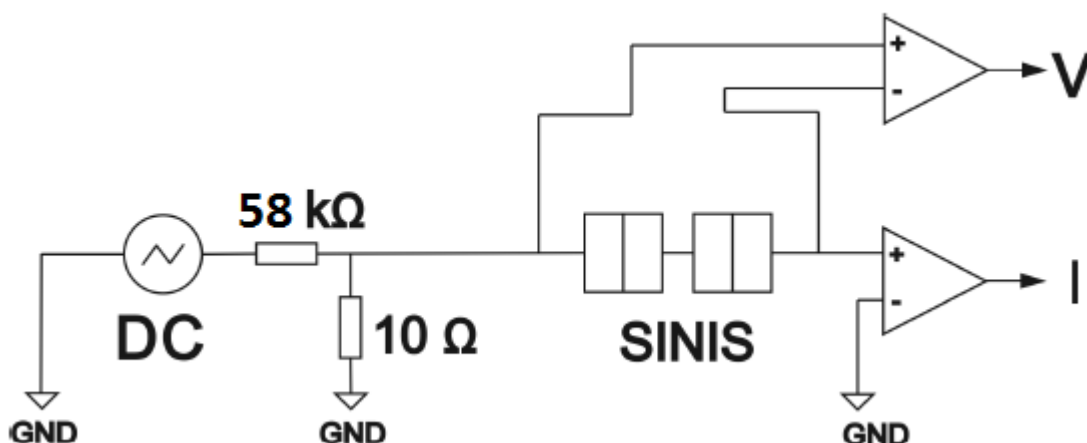 V
58 kΩ
DC
10 Ω
SINIS
I
GND
GND
GND
+
-
+
-